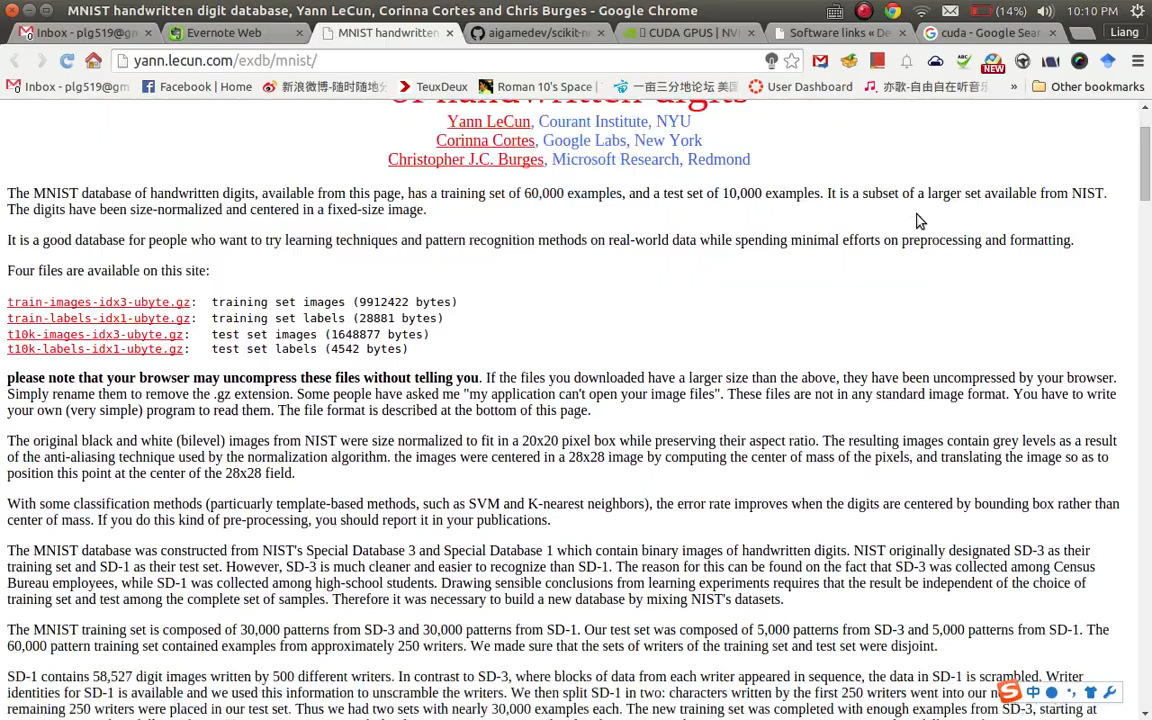 MNIST handwritten digit database, Yann LeCun, Corinna Cortes and Chris Burges - Google Chrome
(14%) 10:10 PM
Inbox - plg519@gmai
Evernote Web
MNIST handwritten
aigamedev/scikit-nn
CUDA GPUS | NVI
Software links « De
cuda - Google Sear
Liang
yann.lecun.com/exdb/mnist/
NEW
Inbox - plg519@gm
Facebook | Home
新浪微博-随时随地分
TeuxDeux
Roman 10's Space
一亩三分地论坛 美国
User Dashboard
亦歌-自由自在听音乐
»
Other bookmarks
of handwritten digits
Yann LeCun, Courant Institute, NYU
Corinna Cortes, Google Labs, New York
Christopher J.C. Burges, Microsoft Research, Redmond
The MNIST database of handwritten digits, available from this page, has a training set of 60,000 examples, and a test set of 10,000 examples. It is a subset of a larger set available from NIST.
The digits have been size-normalized and centered in a fixed-size image.
It is a good database for people who want to try learning techniques and pattern recognition methods on real-world data while spending minimal efforts on preprocessing and formatting.
Four files are available on this site:
train-images-idx3-ubyte.gz: training set images (9912422 bytes)
train-labels-idx1-ubyte.gz: training set labels (28881 bytes)
t10k-images-idx3-ubyte.gz: test set images (1648877 bytes)
t10k-labels-idx1-ubyte.gz: test set labels (4542 bytes)
please note that your browser may uncompress these files without telling you. If the files you downloaded have a larger size than the above, they have been uncompressed by your browser.
Simply rename them to remove the .gz extension. Some people have asked me "my application can't open your image files". These files are not in any standard image format. You have to write
your own (very simple) program to read them. The file format is described at the bottom of this page.
The original black and white (bilevel) images from NIST were size normalized to fit in a 20x20 pixel box while preserving their aspect ratio. The resulting images contain grey levels as a result
of the anti-aliasing technique used by the normalization algorithm. the images were centered in a 28x28 image by computing the center of mass of the pixels, and translating the image so as to
position this point at the center of the 28x28 field.
With some classification methods (particuarly template-based methods, such as SVM and K-nearest neighbors), the error rate improves when the digits are centered by bounding box rather than
center of mass. If you do this kind of pre-processing, you should report it in your publications.
The MNIST database was constructed from NIST's Special Database 3 and Special Database 1 which contain binary images of handwritten digits. NIST originally designated SD-3 as their
training set and SD-1 as their test set. However, SD-3 is much cleaner and easier to recognize than SD-1. The reason for this can be found on the fact that SD-3 was collected among Census
Bureau employees, while SD-1 was collected among high-school students. Drawing sensible conclusions from learning experiments requires that the result be independent of the choice of
training set and test among the complete set of samples. Therefore it was necessary to build a new database by mixing NIST's datasets.
The MNIST training set is composed of 30,000 patterns from SD-3 and 30,000 patterns from SD-1. Our test set was composed of 5,000 patterns from SD-3 and 5,000 patterns from SD-1. The
60,000 pattern training set contained examples from approximately 250 writers. We made sure that the sets of writers of the training set and test set were disjoint.
SD-1 contains 58,527 digit images written by 500 different writers. In contrast to SD-3, where blocks of data from each writer appeared in sequence, the data in SD-1 is scrambled. Writer
identities for SD-1 is available and we used this information to unscramble the writers. We then split SD-1 in two: characters written by the first 250 writers went into our
中
remaining 250 writers were placed in our test set. Thus we had two sets with nearly 30,000 examples each. The new training set was completed with enough examples from SD-3, starting at